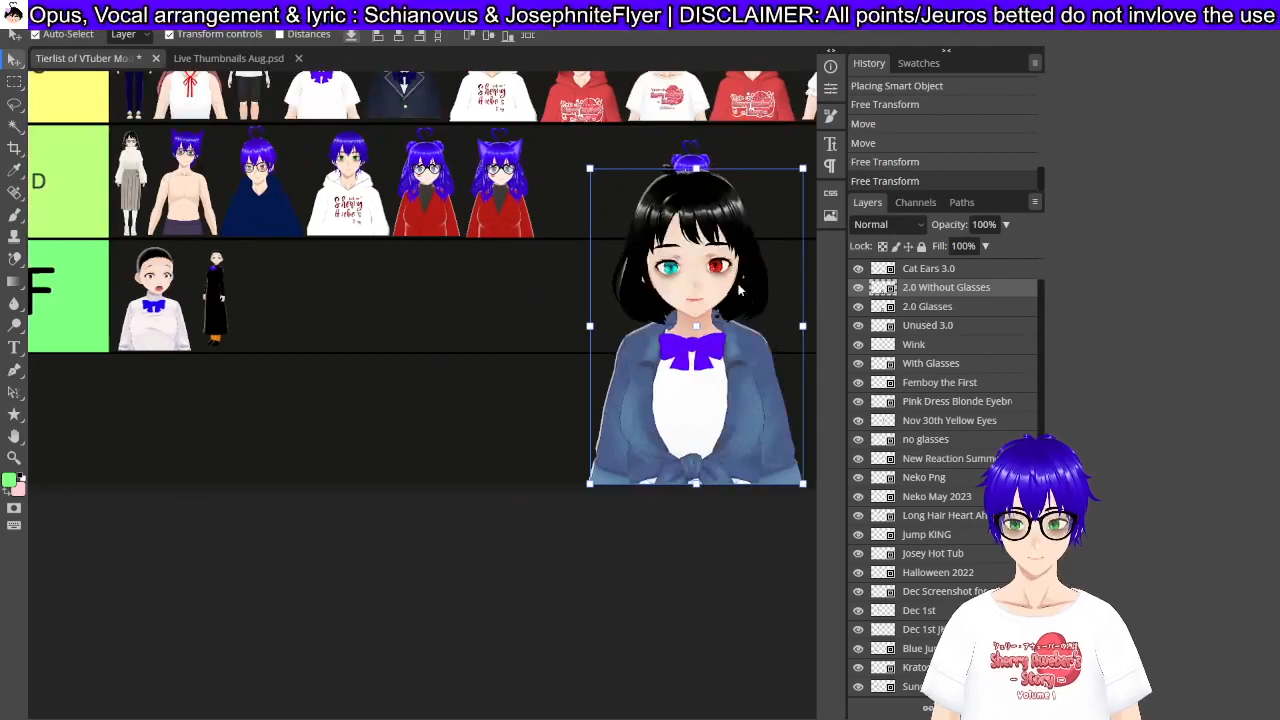 Opus, Vocal arrangement & lyric : Schianovus & JosephniteFlyer | DISCLAIMER: All points/Jeuros betted do not invlove the use
Auto-Select
Layer
Transform controls
Distances
Tierlist of VTuber Mo... *
Live Thumbnails Aug.psd
D
F
History
Swatches
Placing Smart Object
Free Transform
Move
Move
Free Transform
Free Transform
Layers
Channels
Paths
Normal
Opacity: 100%
Lock:
Fill: 100%
Cat Ears 3.0
2.0 Without Glasses
2.0 Glasses
Unused 3.0
Wink
With Glasses
Femboy the First
Pink Dress Blonde Eyebr
Nov 30th Yellow Eyes
no glasses
New Reaction Summ
Neko Png
Neko May 2023
Long Hair Heart Ah
Jump KING
Josey Hot Tub
Halloween 2022
Dec Screenshot for
Dec 1st
Dec 1st J
Blue Ju
Krato
Sun
CSS
Sherry Aweber's
Story
Volume 1